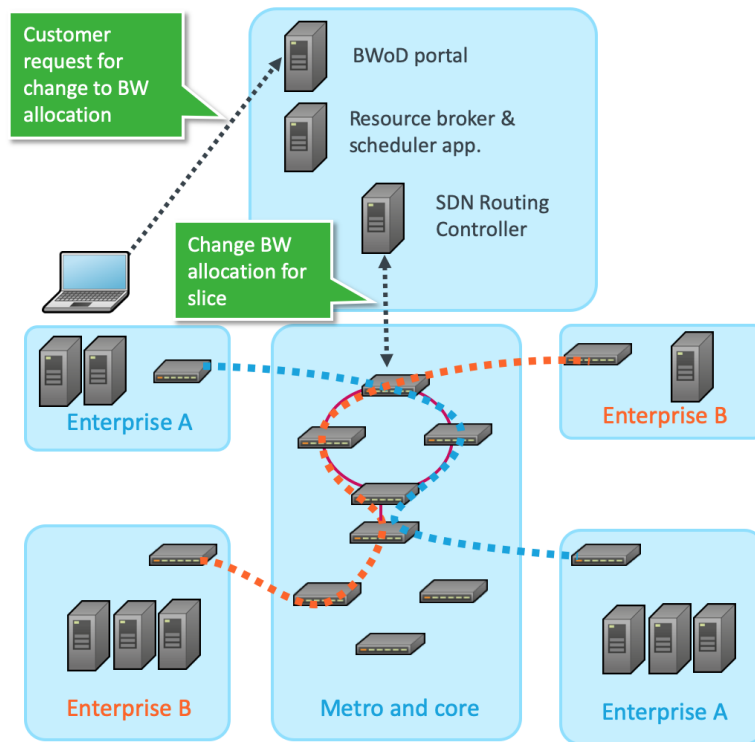 Customer
request for
change to BW
allocation
BWoD portal
Resource broker &
scheduler app.
SDN Routing
Controller
Change BW
allocation for
slice
Enterprise A
Enterprise B
Enterprise B
Metro and core
Enterprise A